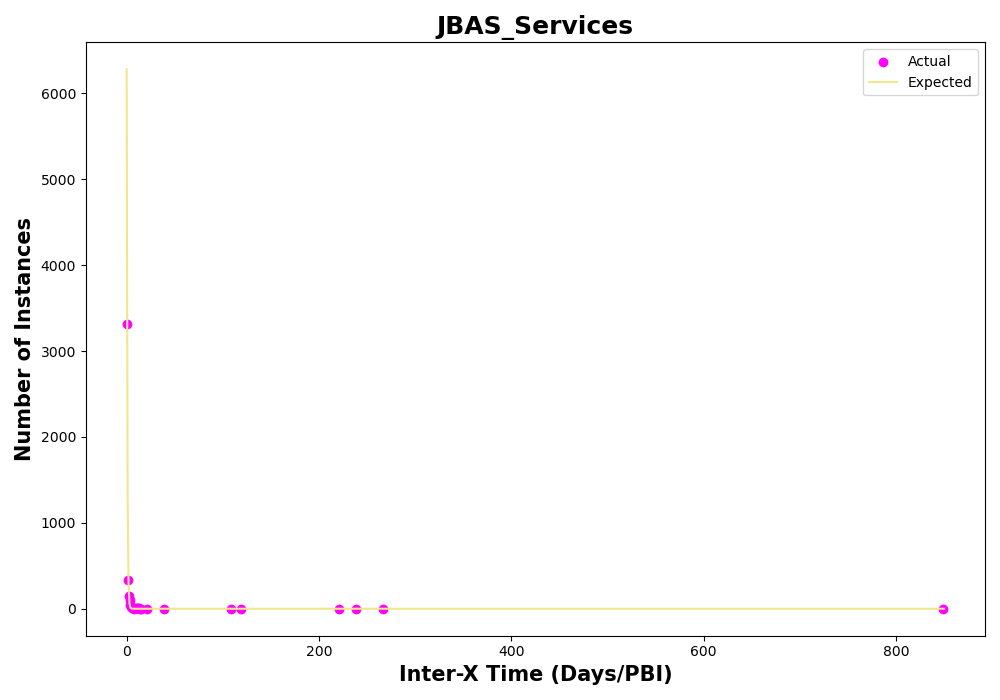 JBAS_Services
Actual
Expected
6000
5000
4000
3000
2000
1000
0
Number of Instances
0 200 400 600 800
Inter-X Time (Days/PBI)